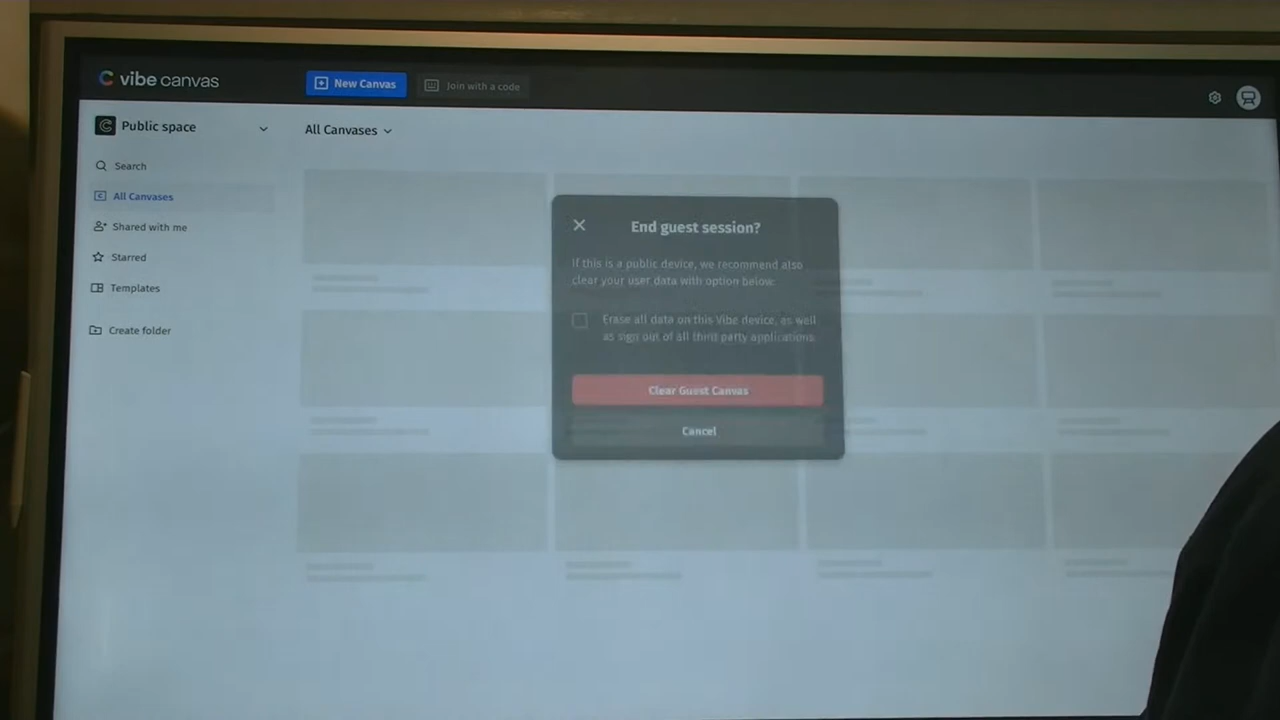 vibe canvas
New Canvas
Join with a code
Public space
All Canvases
Search
All Canvases
Shared with me
Starred
Templates
Create folder
End guest session?
If this is a public device, we recommend also
clear your user data with option below:
Erase all data on this Vibe device, as well
as sign out of all third party applications
Clear Guest Canvas
Cancel